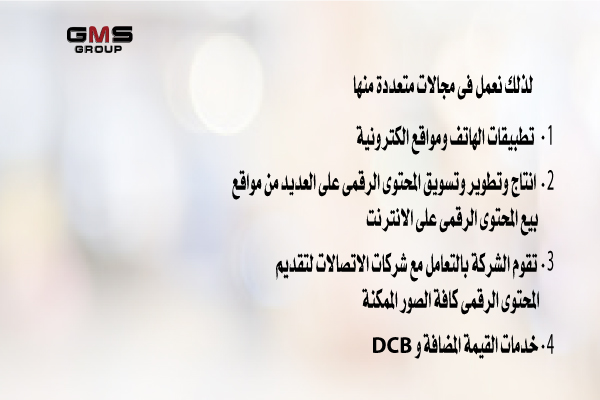 GMS
GROUP
لذلك نعمل فى مجالات متعددة منها
1- تطبيقات الهاتف ومواقع الكترونية
2- انتاج وتطوير وتسويق المحتوى الرقمى على العديد من مواقع
بيع المحتوى الرقمى على الانترنت
3- تقوم الشركة بالتعامل مع شركات الاتصالات لتقديم
المحتوى الرقمى كافة الصور الممكنة
4- خدمات القيمة المضافة و DCB